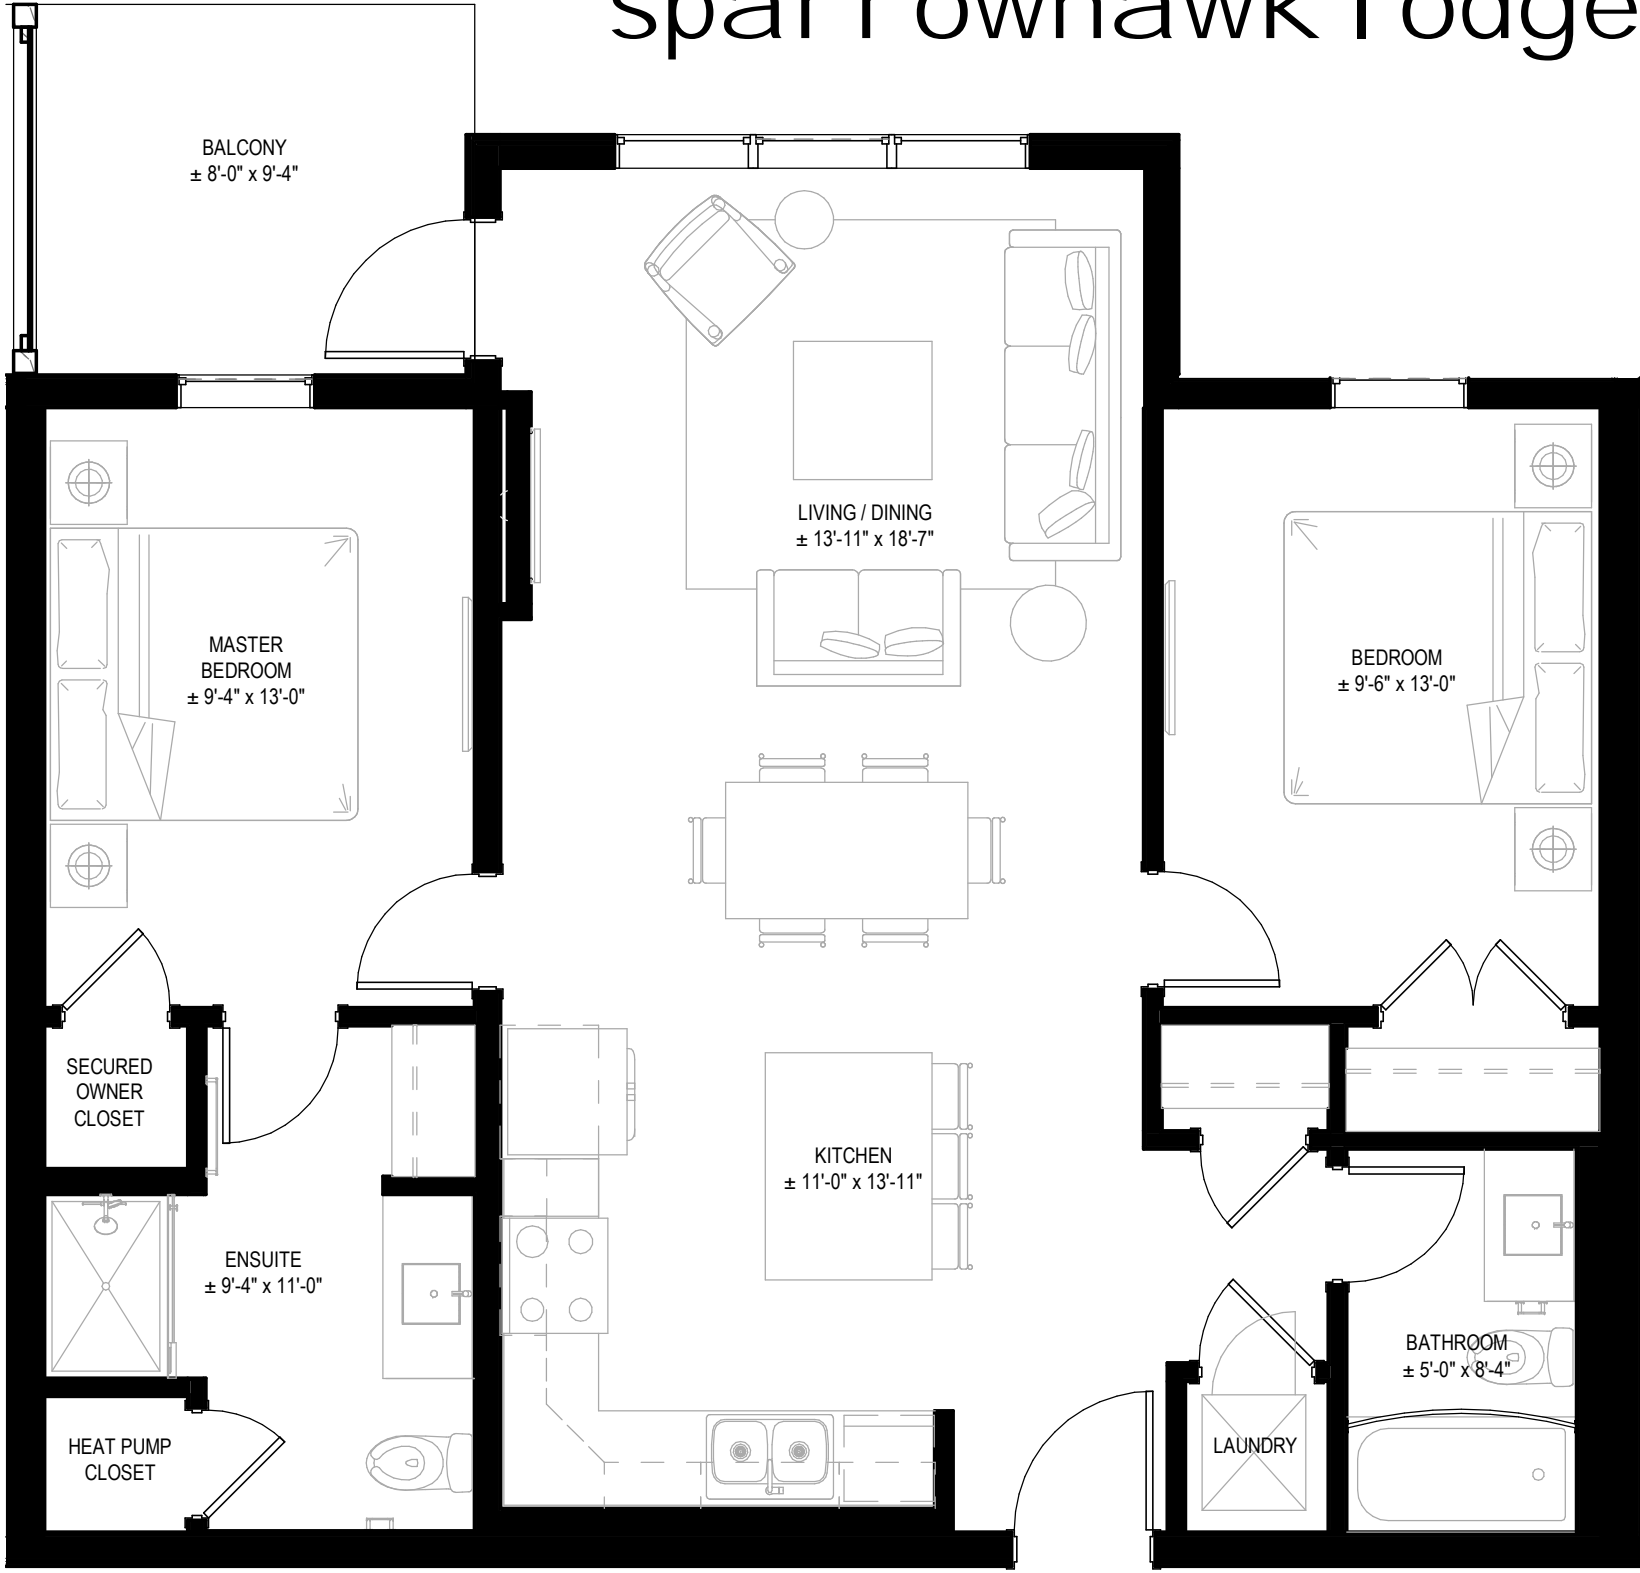 sparrowhawk lodge
BALCONY
± 8'-0" x 9'-4"
LIVING / DINING
± 13'-11" x 18'-7"
MASTER
BEDROOM
± 9'-4" x 13'-0"
BEDROOM
± 9'-6" x 13'-0"
SECURED
OWNER
CLOSET
KITCHEN
± 11'-0" x 13'-11"
ENSUITE
± 9'-4" x 11'-0"
BATHROOM
± 5'-0" x 8'-4"
HEAT PUMP
CLOSET
LAUNDRY